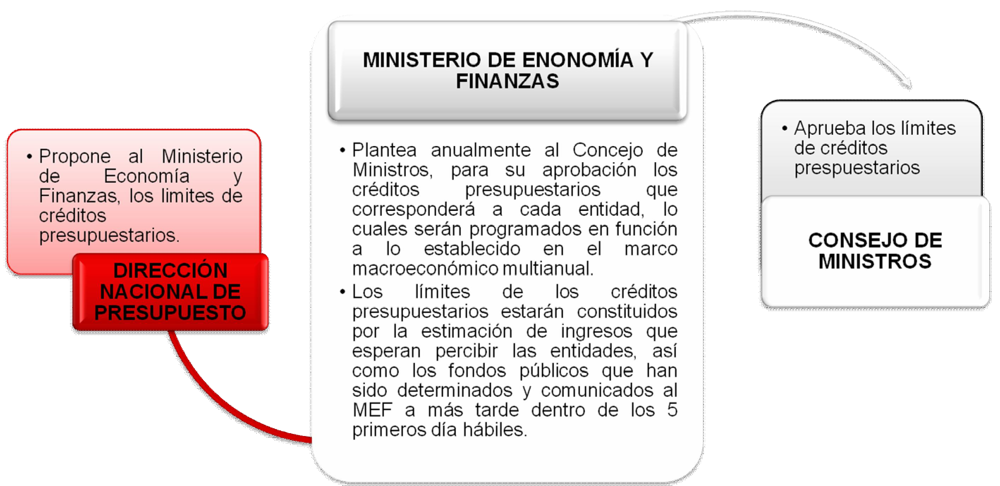 • Propone al Ministerio
de Economía y
Finanzas, los limites de
créditos
presupuestarios.
DIRECCIÓN
NACIONAL DE
PRESUPUESTO
MINISTERIO DE ENONOMÍA Y
FINANZAS
• Plantea anualmente al Concejo de
Ministros, para su aprobación los
créditos presupuestarios que
corresponderá a cada entidad, lo
cuales serán programados en función
a lo establecido en el marco
macroeconómico multianual.
• Los límites de los créditos
presupuestarios estarán constituidos
por la estimación de ingresos que
esperan percibir las entidades, así
como los fondos públicos que han
sido determinados y comunicados al
MEF a más tarde dentro de los 5
primeros día hábiles.
• Aprueba los límites
de créditos
prespuestarios
CONSEJO DE
MINISTROS